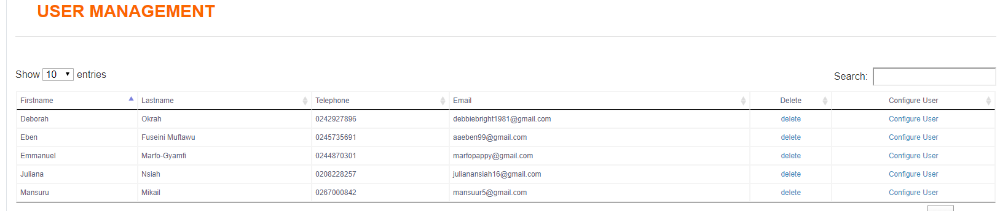 USER MANAGEMENT
Show 10 entries
Search:
Firstname Lastname Telephone Email Delete Configure User
Deborah Okrah 0242927896 debbiebright1981@gmail.com delete Configure User
Eben Fuseini Muftawu 0245735691 aaeben99@gmail.com delete Configure User
Emmanuel Marfo-Gyamfi 0244870301 marfopappy@gmail.com delete Configure User
Juliana Nsiah 0208228257 julianansiah16@gmail.com delete Configure User
Mansuru Mikail 0267000842 mansuur5@gmail.com delete Configure User